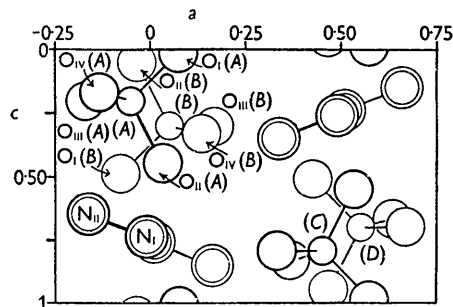 a
-0·25 0 0·25 0·50 0·75
0
O_IV(A) O_I(A)
O_II(B)
(B) O_III(B)
c
O_III(A) (A)
O_I(B) O_IV(B)
0·50 O_II(A)
N_II N_I (C)
(D)
1